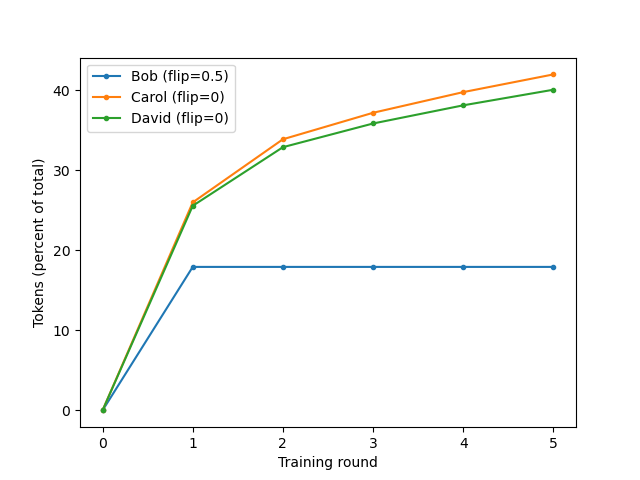 Bob (flip=0.5)
Carol (flip=0)
David (flip=0)
Tokens (percent of total)
40
30
20
10
0
0 1 2 3 4 5
Training round